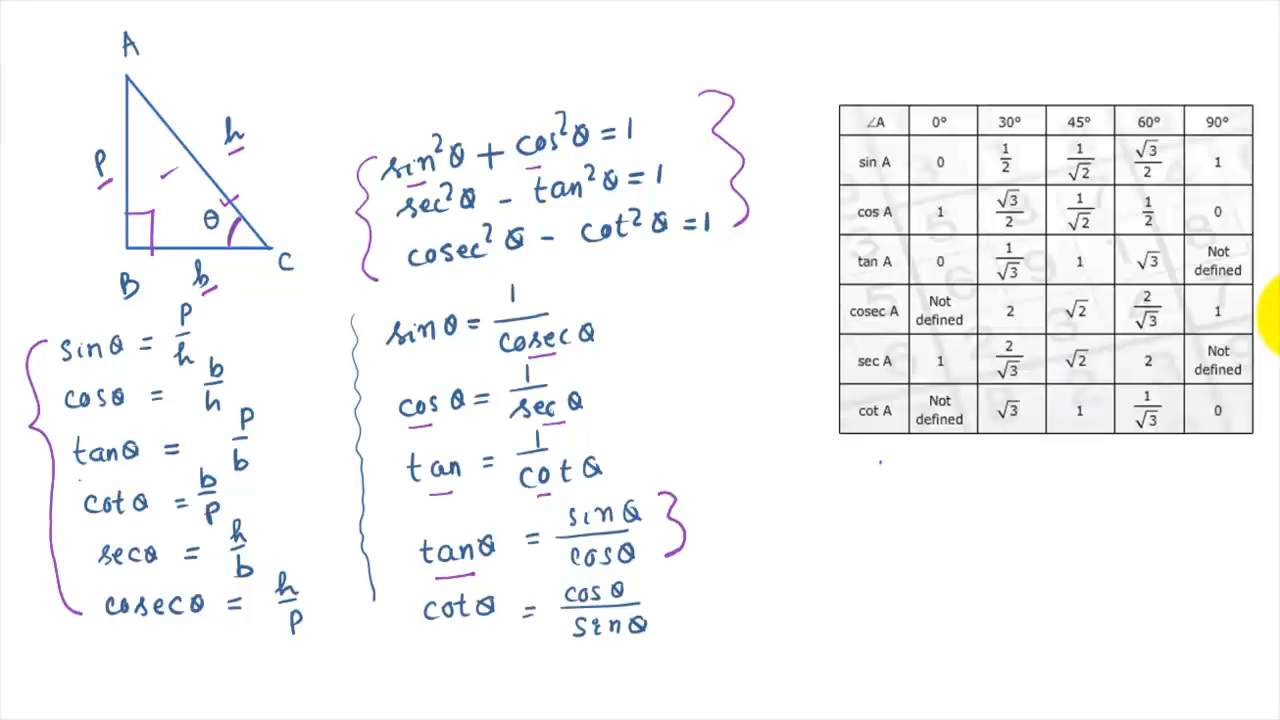 A
P
h
θ
B
b
C
sinθ = P/h
cosθ = b/h
tanθ = P/b
cotθ = b/P
secθ = h/b
cosecθ = h/P
sin²θ + cos²θ = 1
sec²θ - tan²θ = 1
cosec²θ - cot²θ = 1
sinθ = 1/cosecθ
cosθ = 1/secθ
tan = 1/cotθ
tanθ = sinθ/cosθ
cotθ = cosθ/sinθ
∠A 0° 30° 45° 60° 90°
sin A 0 1/2 1/√2 √3/2 1
cos A 1 √3/2 1/√2 1/2 0
tan A 0 1/√3 1 √3 Not defined
cosec A Not defined 2 √2 2/√3 1
sec A 1 2/√3 √2 2 Not defined
cot A Not defined √3 1 1/√3 0